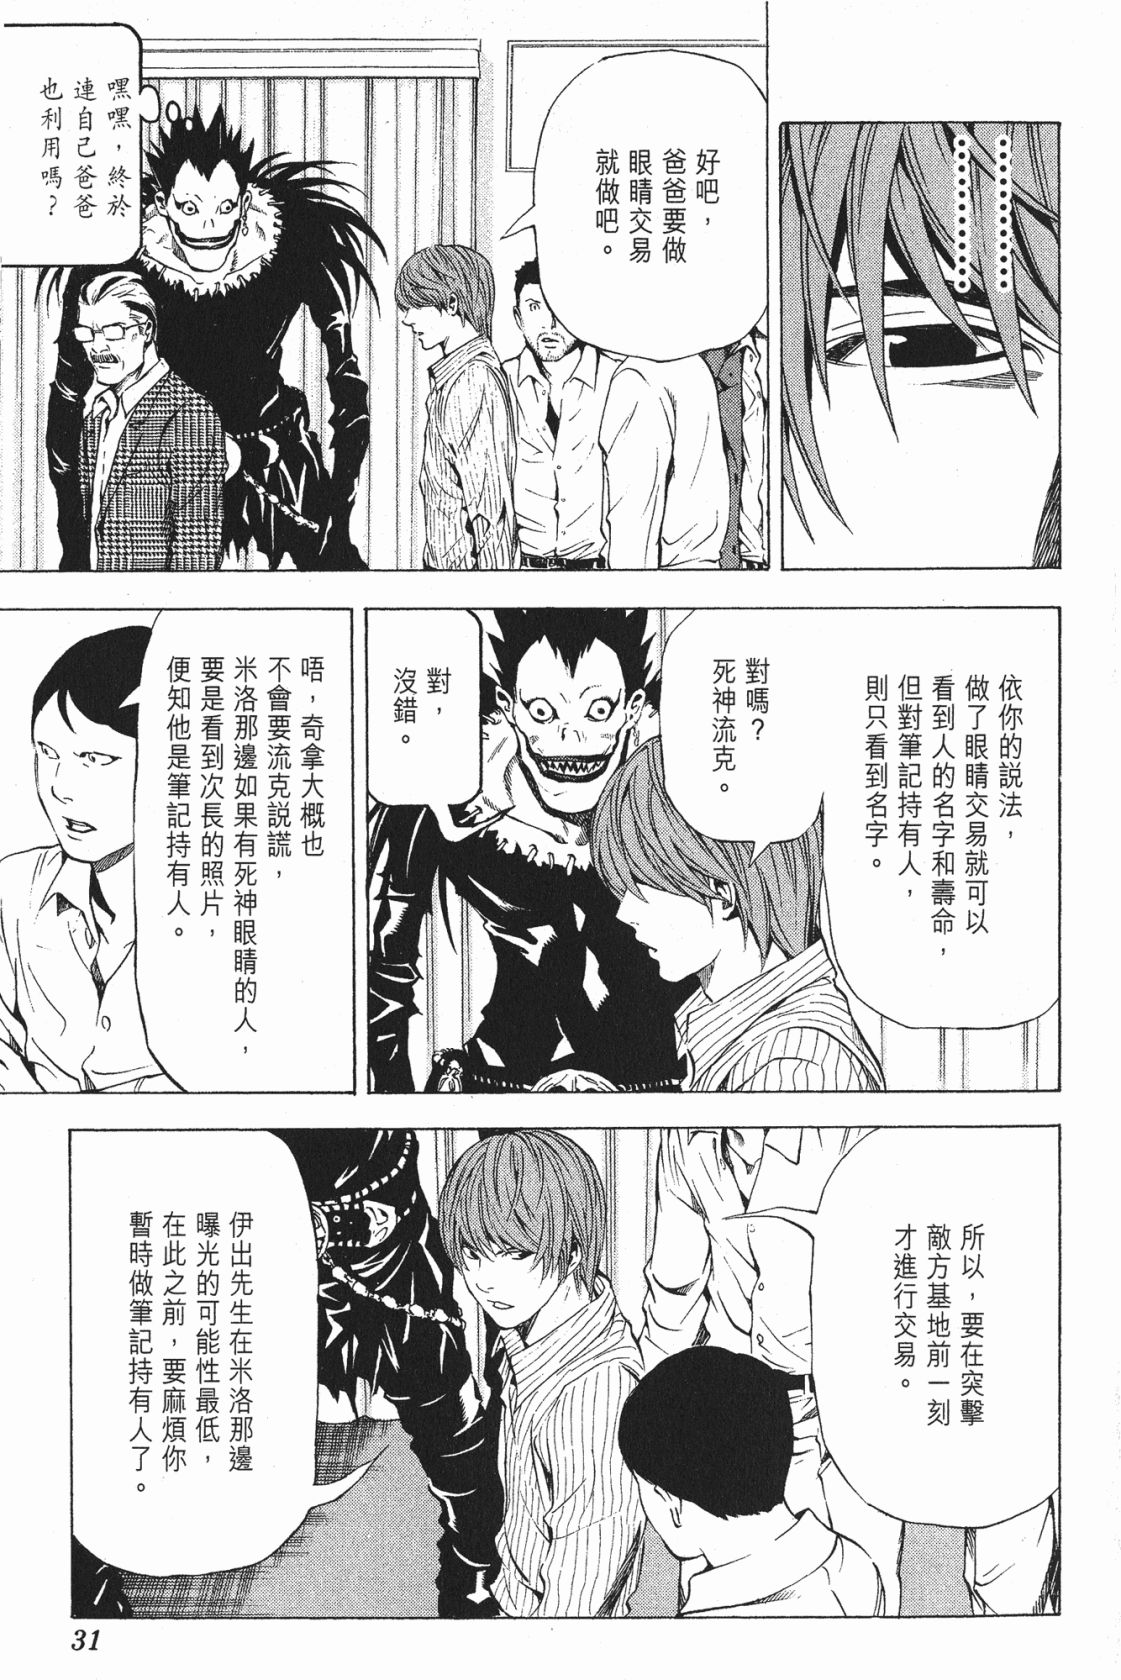 ⋯⋯⋯⋯
⋯⋯⋯⋯
好吧，
爸爸要做
眼睛交易
就做吧。
嘿嘿，終於
連自己爸爸
也利用嗎？
依你的説法，
做了眼睛交易就可以
看到人的名字和壽命，
但對筆記持有人，
則只看到名字。
對嗎？
死神流克。
對，
沒錯。
唔，奇拿大概也
不會要流克説謊，
米洛那邊如果有死神眼睛的人，
要是看到次長的照片，
便知他是筆記持有人。
所以，要在突擊
敵方基地前一刻
才進行交易。
伊出先生在米洛那邊
曝光的可能性最低，
在此之前，要麻煩你
暫時做筆記持有人了。
31